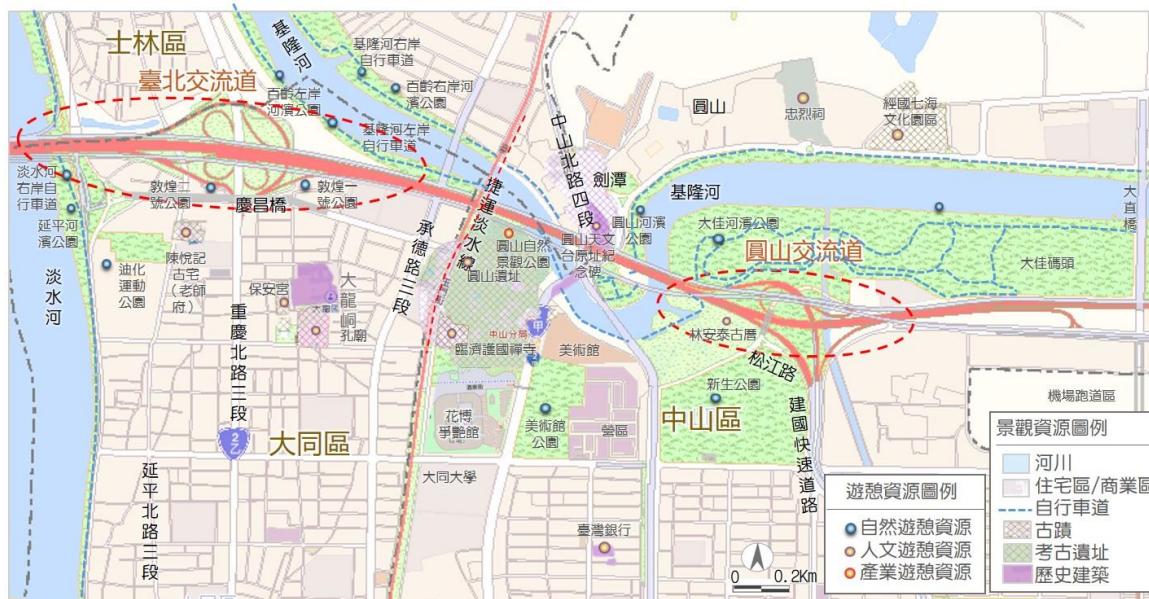 士林區
臺北交流道
基隆河
基隆河右岸
自行車道
百齡左岸
河濱公園
百齡右岸河
濱公園
基隆河左岸
自行車道
中山北路四段
圓山
忠烈祠
經國七海
文化園區
淡水河
右岸自
行車道
延平河
濱公園
敦煌二
號公園
慶昌橋
敦煌一
號公園
捷運淡水線
承德路三段
劍潭
圓山河濱
公園
基隆河
大佳河濱公園
大直橋
圓山自然
景觀公園
圓山遺址
圓山天文
台原址紀
念碑
圓山交流道
大佳碼頭
淡水河
迪化
運動
公園
陳悅記
古宅
(老師
府)
保安宮
大龍峒
孔廟
重慶北路三段
中山分局
臨濟護國禪寺
甲
2
美術館
林安泰古厝
松江路
新生公園
建國快速道路
機場跑道區
花博
爭艷館
美術館
公園
營區
中山區
2
乙
大同區
延平北路三段
大同大學
臺灣銀行
0 0.2Km
遊憩資源圖例
自然遊憩資源
人文遊憩資源
產業遊憩資源
景觀資源圖例
河川
住宅區/商業區
自行車道
古蹟
考古遺址
歷史建築